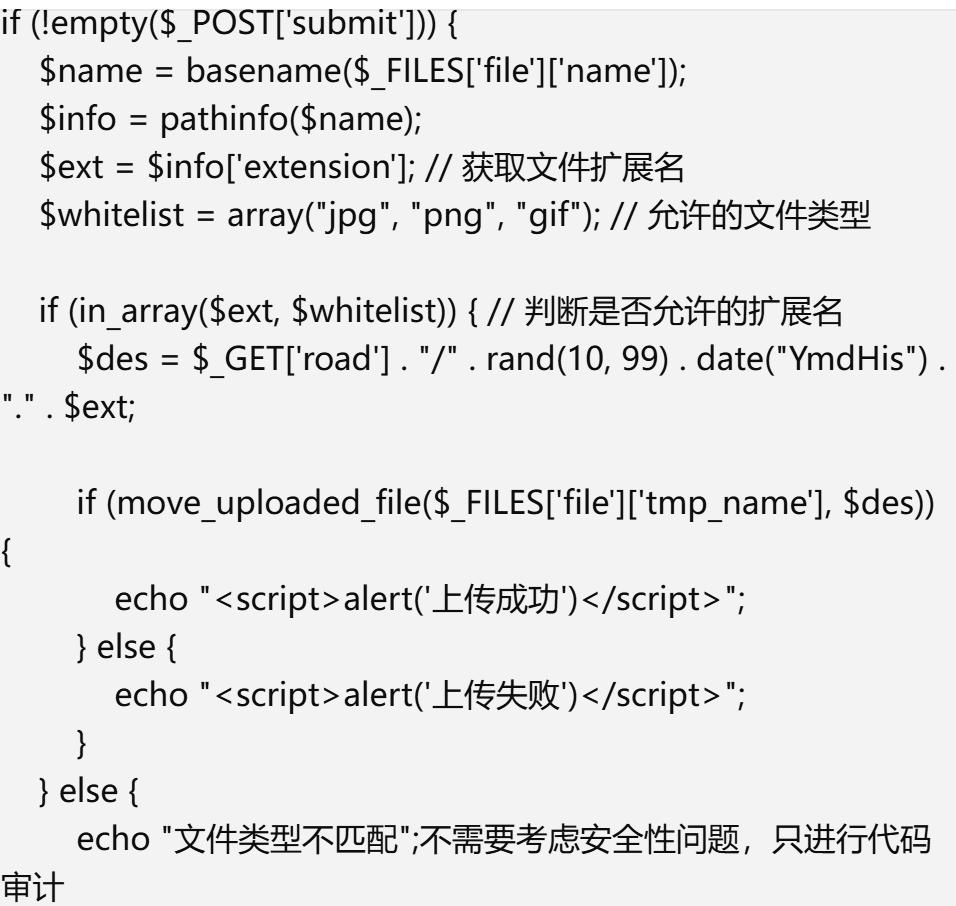 if (!empty($_POST['submit'])) {
$name = basename($_FILES['file']['name']);
$info = pathinfo($name);
$ext = $info['extension']; // 获取文件扩展名
$whitelist = array("jpg", "png", "gif"); // 允许的文件类型
if (in_array($ext, $whitelist)) { // 判断是否允许的扩展名
$des = $_GET['road'] . "/" . rand(10, 99) . date("YmdHis") .
"." . $ext;
if (move_uploaded_file($_FILES['file']['tmp_name'], $des))
{
echo "<script>alert('上传成功')</script>";
} else {
echo "<script>alert('上传失败')</script>";
}
} else {
echo "文件类型不匹配";不需要考虑安全性问题，只进行代码
审计